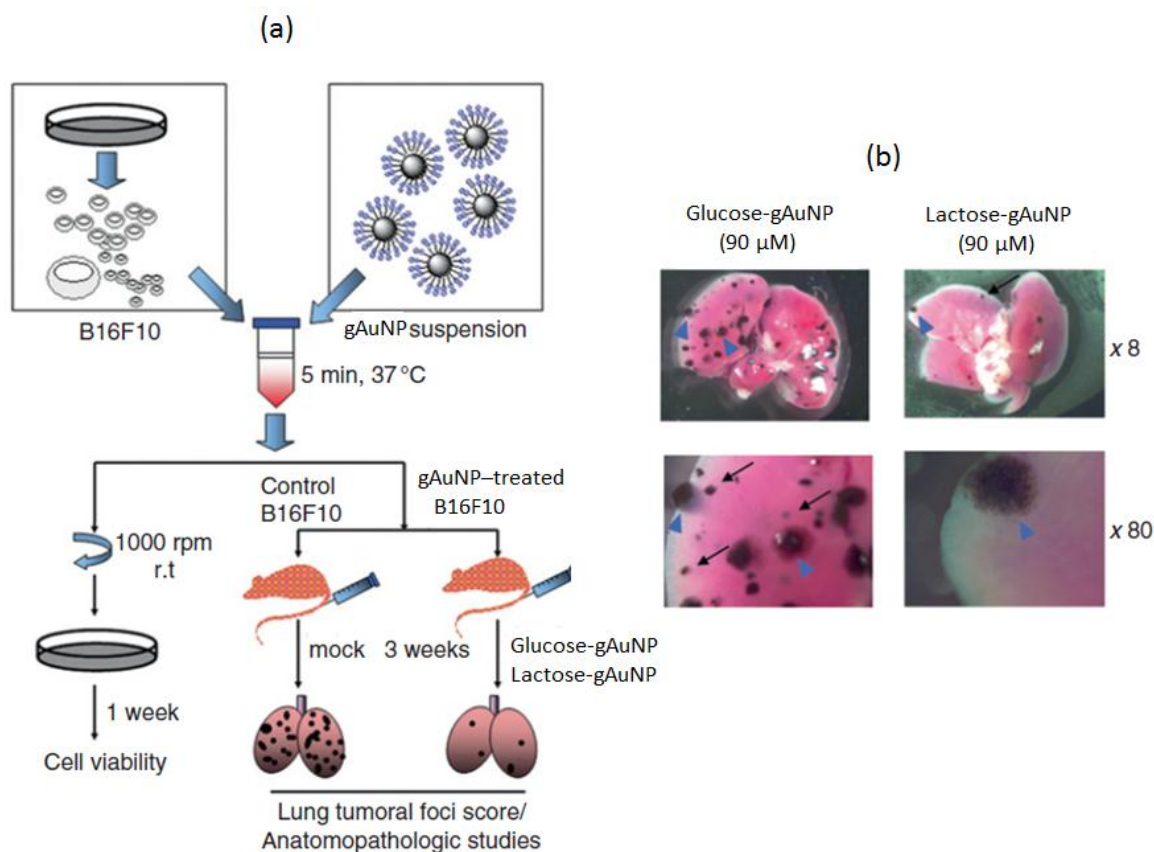 (a)
B16F10
gAuNP suspension
5 min, 37 °C
Control
B16F10
gAuNP–treated
B16F10
1000 rpm
r.t
mock
3 weeks
Glucose-gAuNP
Lactose-gAuNP
1 week
Cell viability
Lung tumoral foci score/
Anatomopathologic studies
(b)
Glucose-gAuNP
(90 µM)
Lactose-gAuNP
(90 µM)
x 8
x 80